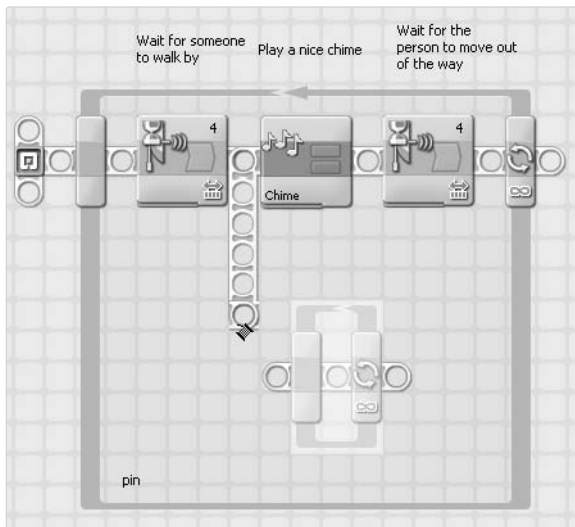 Wait for someone
to walk by
Play a nice chime
Wait for the
person to move out
of the way
4
4
Chime
pin